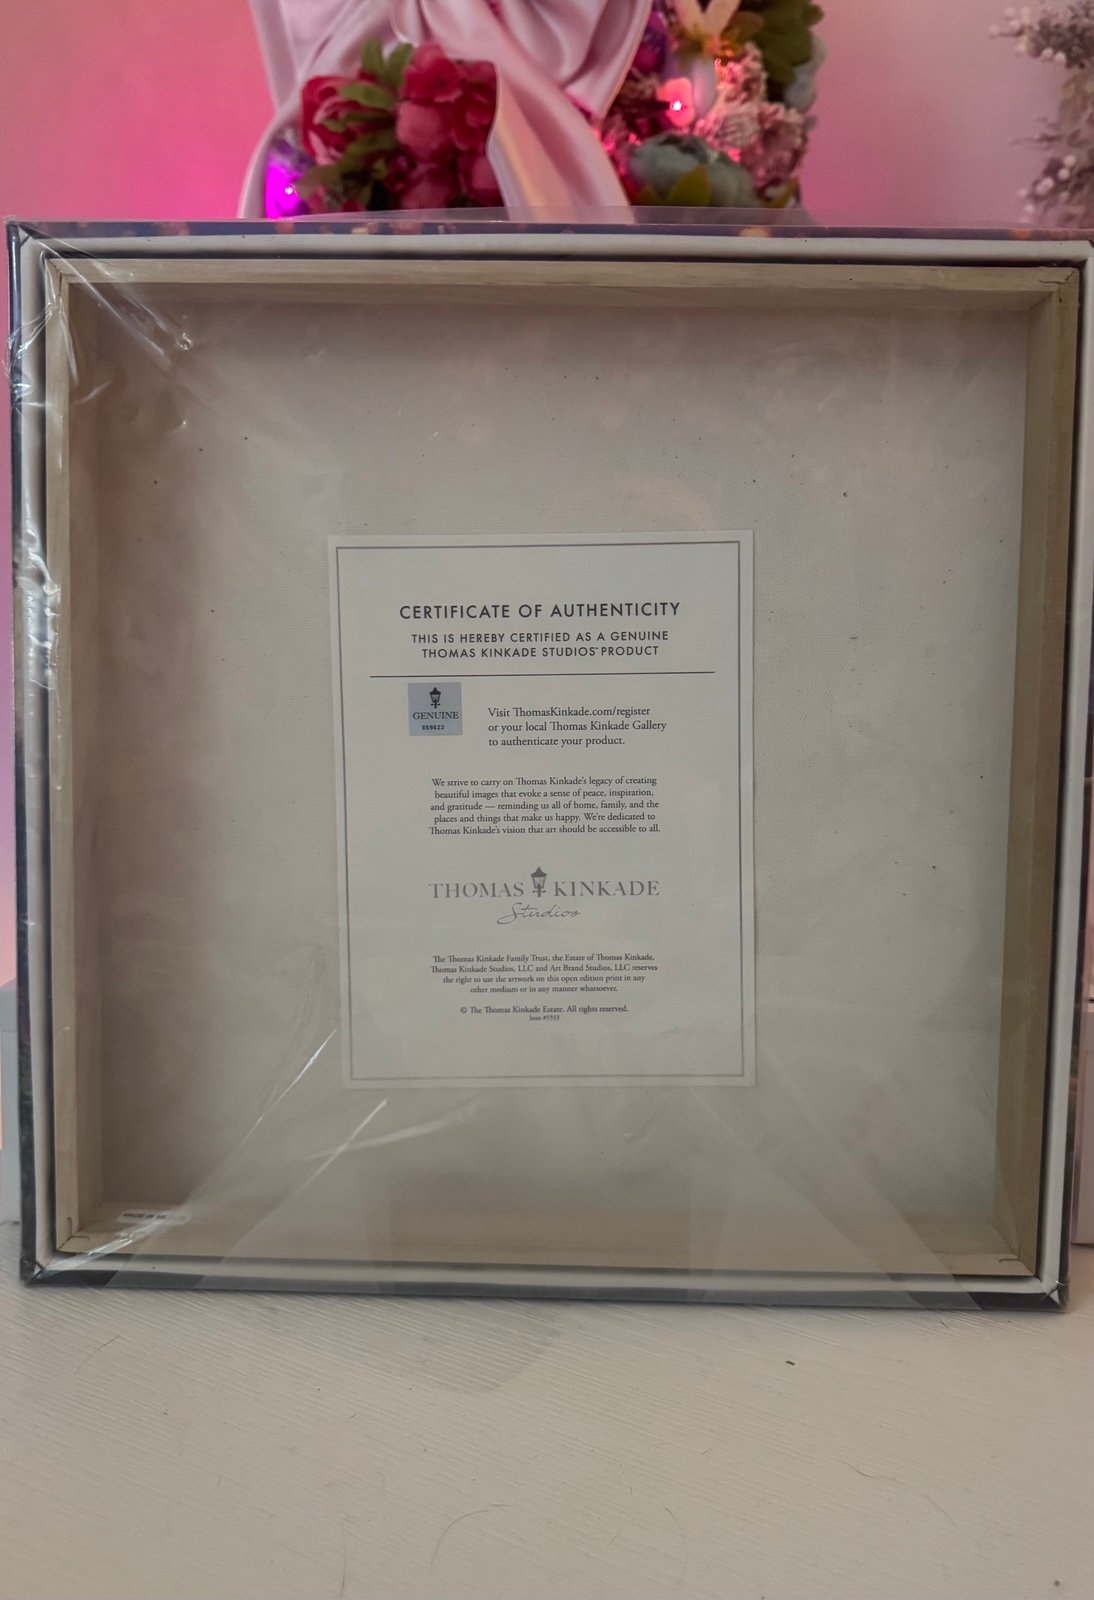 CERTIFICATE OF AUTHENTICITY
THIS IS HEREBY CERTIFIED AS A GENUINE
THOMAS KINKADE STUDIOS™ PRODUCT
GENUINE
859623
Visit ThomasKinkade.com/register
or your local Thomas Kinkade Gallery
to authenticate your product.
We strive to carry on Thomas Kinkade's legacy of creating
beautiful images that evoke a sense of peace, inspiration,
and gratitude — reminding us all of home, family, and the
places and things that make us happy. We're dedicated to
Thomas Kinkade's vision that art should be accessible to all.
THOMAS KINKADE
Studios
The Thomas Kinkade Family Trust, the Estate of Thomas Kinkade,
Thomas Kinkade Studios, LLC and Art Brand Studios, LLC reserves
the right to use the artwork on this open edition print in any
other medium or in any manner whatsoever.
© The Thomas Kinkade Estate. All rights reserved.
Item #5553
MADE IN